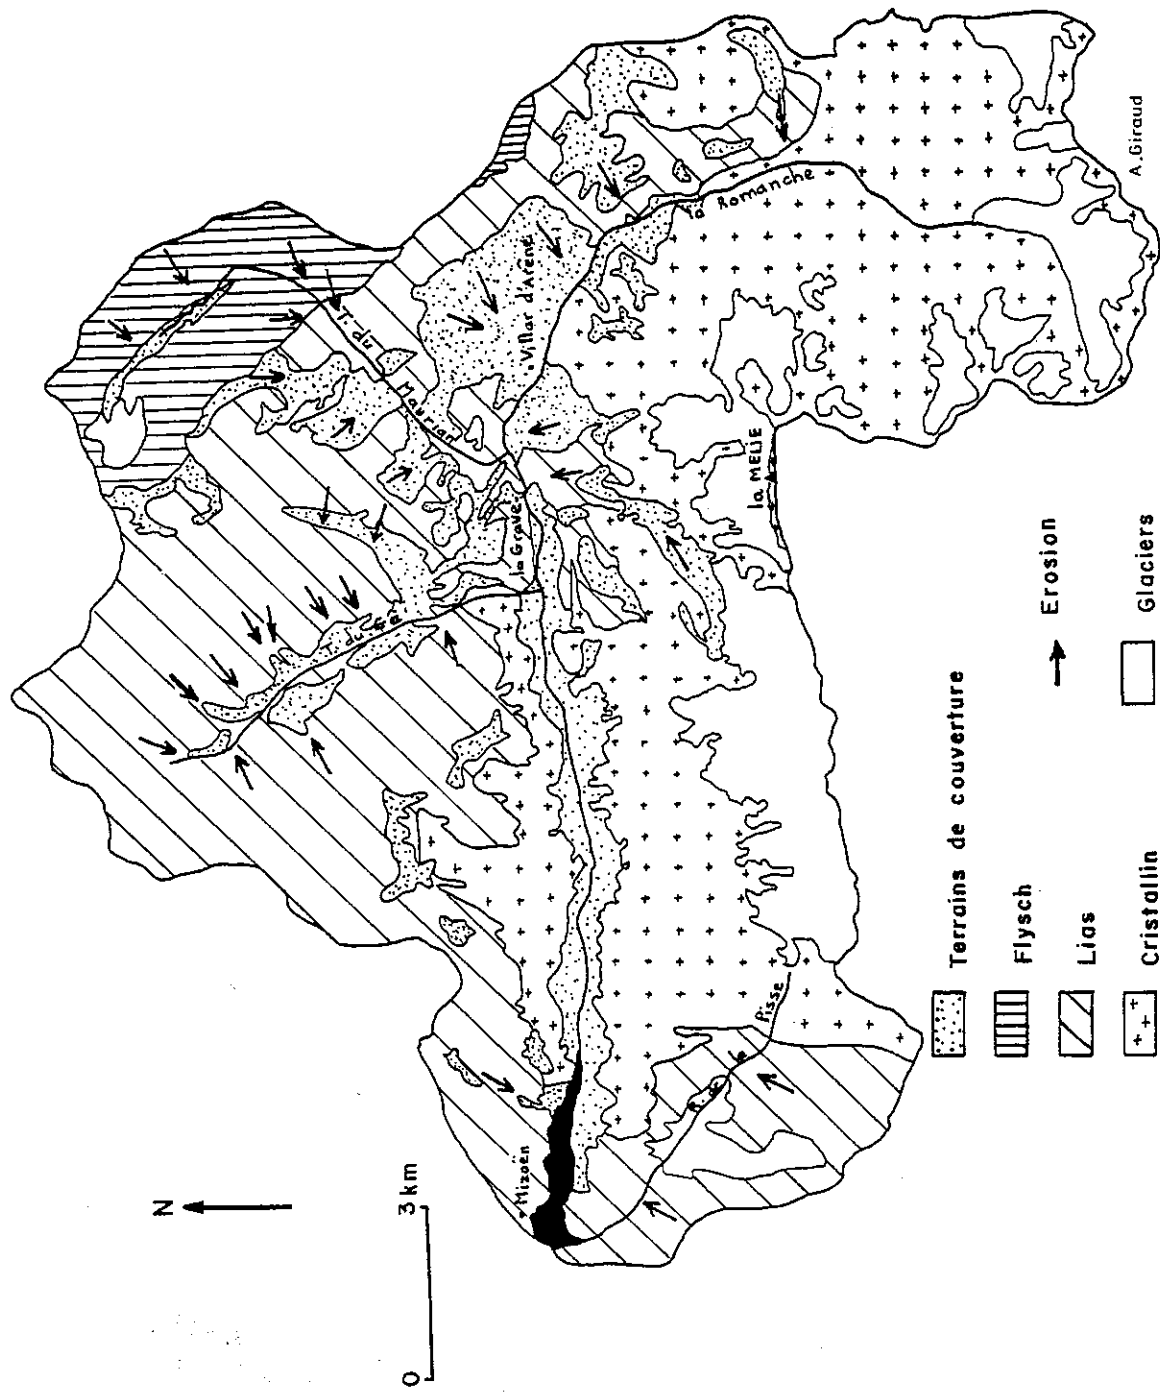 N
0 3 km
Mizoën
T. du Maurian
T. du Gâ
la Grave
Villar d'Arène
la Romanche
la MEIJE
Pisse
A. Giraud
Terrains de couverture
Flysch
Lias
Cristallin
Erosion
Glaciers